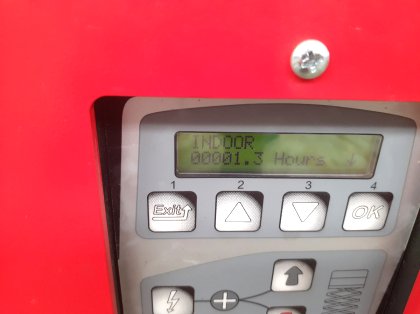 INDOOR
00001.3 Hours ↓
1 2 3 4
Exit OK